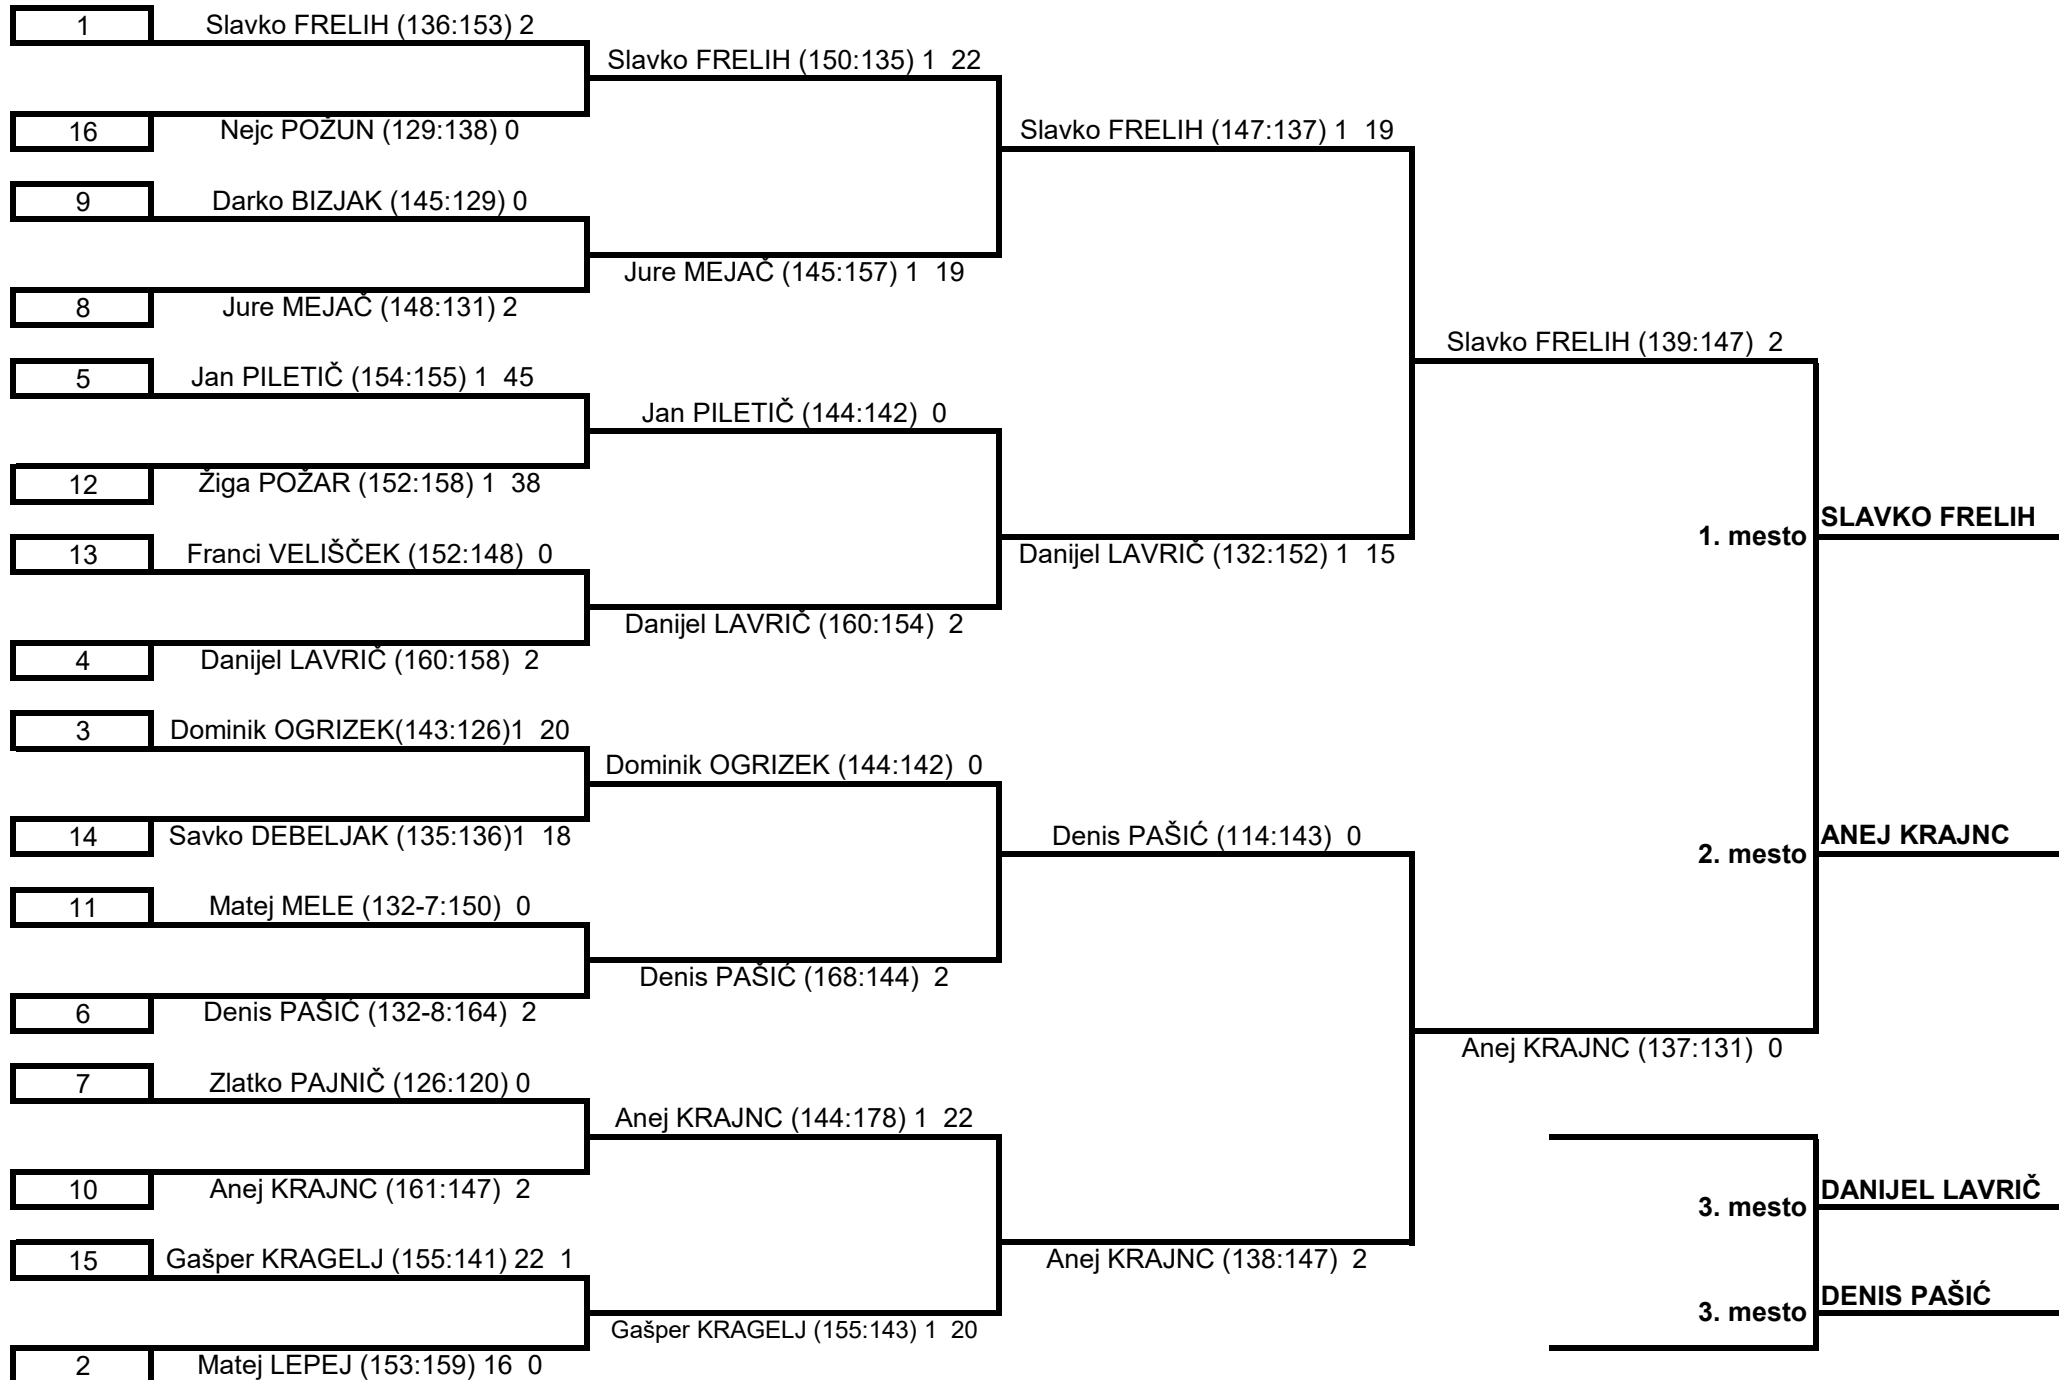 1 Slavko FRELIH (136:153) 2
Slavko FRELIH (150:135) 1 22
16 Nejc POŽUN (129:138) 0
Slavko FRELIH (147:137) 1 19
9 Darko BIZJAK (145:129) 0
Jure MEJAČ (145:157) 1 19
8 Jure MEJAČ (148:131) 2
Slavko FRELIH (139:147) 2
5 Jan PILETIČ (154:155) 1 45
Jan PILETIČ (144:142) 0
12 Žiga POŽAR (152:158) 1 38
1. mesto SLAVKO FRELIH
13 Franci VELIŠČEK (152:148) 0
Danijel LAVRIČ (132:152) 1 15
Danijel LAVRIČ (160:154) 2
4 Danijel LAVRIČ (160:158) 2
3 Dominik OGRIZEK(143:126)1 20
Dominik OGRIZEK (144:142) 0
14 Savko DEBELJAK (135:136)1 18
Denis PAŠIĆ (114:143) 0
2. mesto ANEJ KRAJNC
11 Matej MELE (132-7:150) 0
Denis PAŠIĆ (168:144) 2
6 Denis PAŠIĆ (132-8:164) 2
Anej KRAJNC (137:131) 0
7 Zlatko PAJNIČ (126:120) 0
Anej KRAJNC (144:178) 1 22
10 Anej KRAJNC (161:147) 2
3. mesto DANIJEL LAVRIČ
15 Gašper KRAGELJ (155:141) 22 1
Anej KRAJNC (138:147) 2
3. mesto DENIS PAŠIĆ
Gašper KRAGELJ (155:143) 1 20
2 Matej LEPEJ (153:159) 16 0